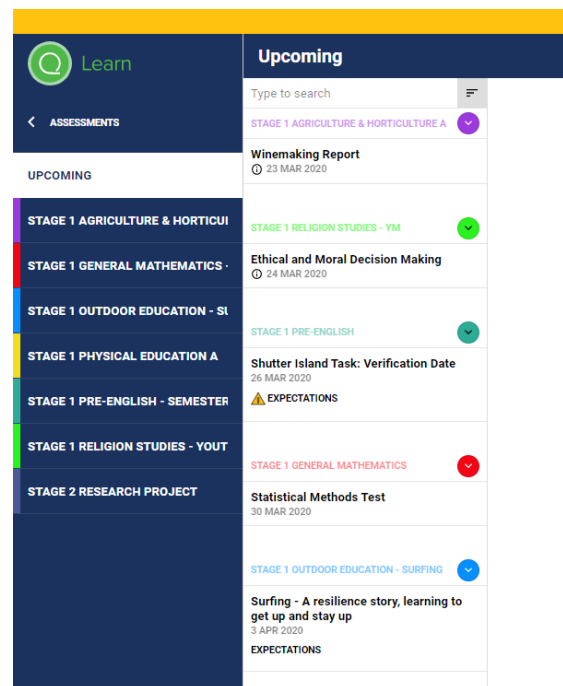 Learn
ASSESSMENTS
UPCOMING
STAGE 1 AGRICULTURE & HORTICUI
STAGE 1 GENERAL MATHEMATICS -
STAGE 1 OUTDOOR EDUCATION - SU
STAGE 1 PHYSICAL EDUCATION A
STAGE 1 PRE-ENGLISH - SEMESTER
STAGE 1 RELIGION STUDIES - YOUT
STAGE 2 RESEARCH PROJECT
Upcoming
Type to search
STAGE 1 AGRICULTURE & HORTICULTURE A
Winemaking Report
23 MAR 2020
STAGE 1 RELIGION STUDIES - YM
Ethical and Moral Decision Making
24 MAR 2020
STAGE 1 PRE-ENGLISH
Shutter Island Task: Verification Date
26 MAR 2020
EXPECTATIONS
STAGE 1 GENERAL MATHEMATICS
Statistical Methods Test
30 MAR 2020
STAGE 1 OUTDOOR EDUCATION - SURFING
Surfing - A resilience story, learning to
get up and stay up
3 APR 2020
EXPECTATIONS